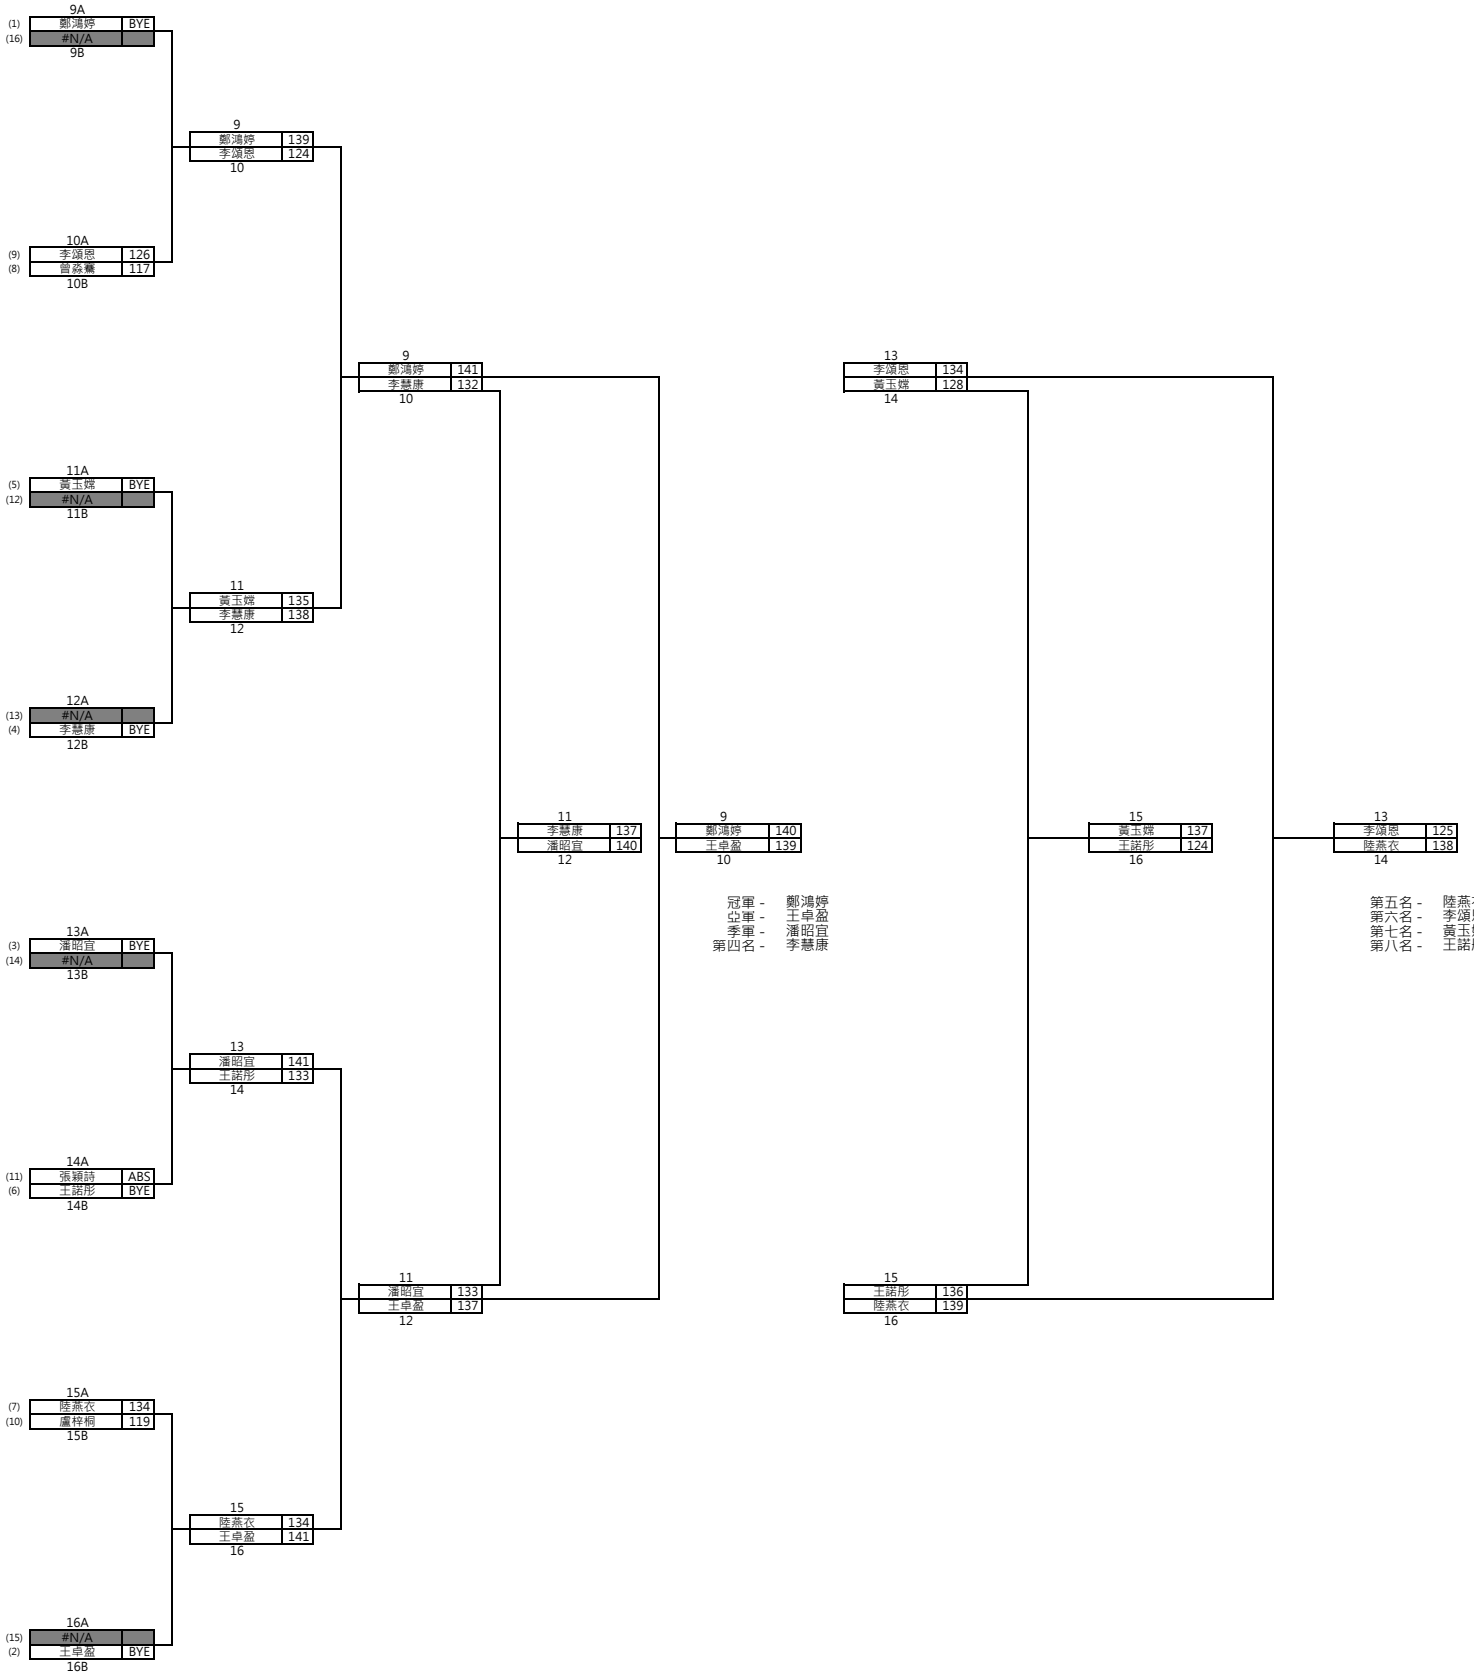 9A
(1) 鄭鴻婷 BYE
(16) #N/A
9B
9
鄭鴻婷 139
李頌恩 124
10
10A
(9) 李頌恩 126
(8) 曾淼騫 117
10B
9
鄭鴻婷 141
李慧康 132
10
13
李頌恩 134
黃玉嫦 128
14
11A
(5) 黃玉嫦 BYE
(12) #N/A
11B
11
黃玉嫦 135
李慧康 138
12
12A
(13) #N/A
(4) 李慧康 BYE
12B
11
李慧康 137
潘昭宜 140
12
9
鄭鴻婷 140
王卓盈 139
10
15
黃玉嫦 137
王諾彤 124
16
13
李頌恩 125
陸燕衣 138
14
冠軍 - 鄭鴻婷
亞軍 - 王卓盈
季軍 - 潘昭宜
第四名 - 李慧康
第五名 - 陸燕
第六名 - 李頌
第七名 - 黃玉
第八名 - 王諾
13A
(3) 潘昭宜 BYE
(14) #N/A
13B
13
潘昭宜 141
王諾彤 133
14
14A
(11) 張穎詩 ABS
(6) 王諾彤 BYE
14B
11
潘昭宜 133
王卓盈 137
12
15
王諾彤 136
陸燕衣 139
16
15A
(7) 陸燕衣 134
(10) 盧梓桐 119
15B
15
陸燕衣 134
王卓盈 141
16
16A
(15) #N/A
(2) 王卓盈 BYE
16B